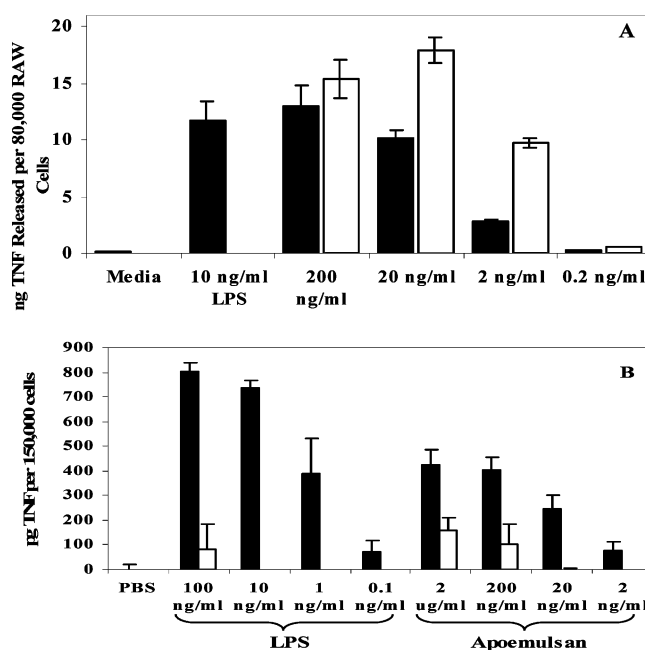 A
ng TNF Released per 80,000 RAW
Cells
20
15
10
5
0
Media 10 ng/ml 200 20 ng/ml 2 ng/ml 0.2 ng/ml
LPS ng/ml
B
pg TNF per 150,000 cells
900
800
700
600
500
400
300
200
100
0
PBS 100 10 1 0.1 2 200 20 2
ng/ml ng/ml ng/ml ng/ml ug/ml ng/ml ng/ml ng/ml
LPS Apoemulsan